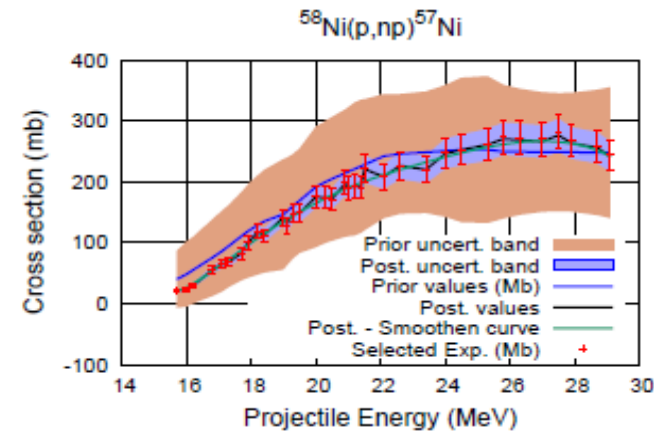 ⁵⁸Ni(p,np)⁵⁷Ni
400
300
200
100
0
-100
Cross section (mb)
Prior uncert. band
Post. uncert. band
Prior values (Mb)
Post. values
Post. - Smoothen curve
Selected Exp. (Mb)
14 16 18 20 22 24 26 28 30
Projectile Energy (MeV)